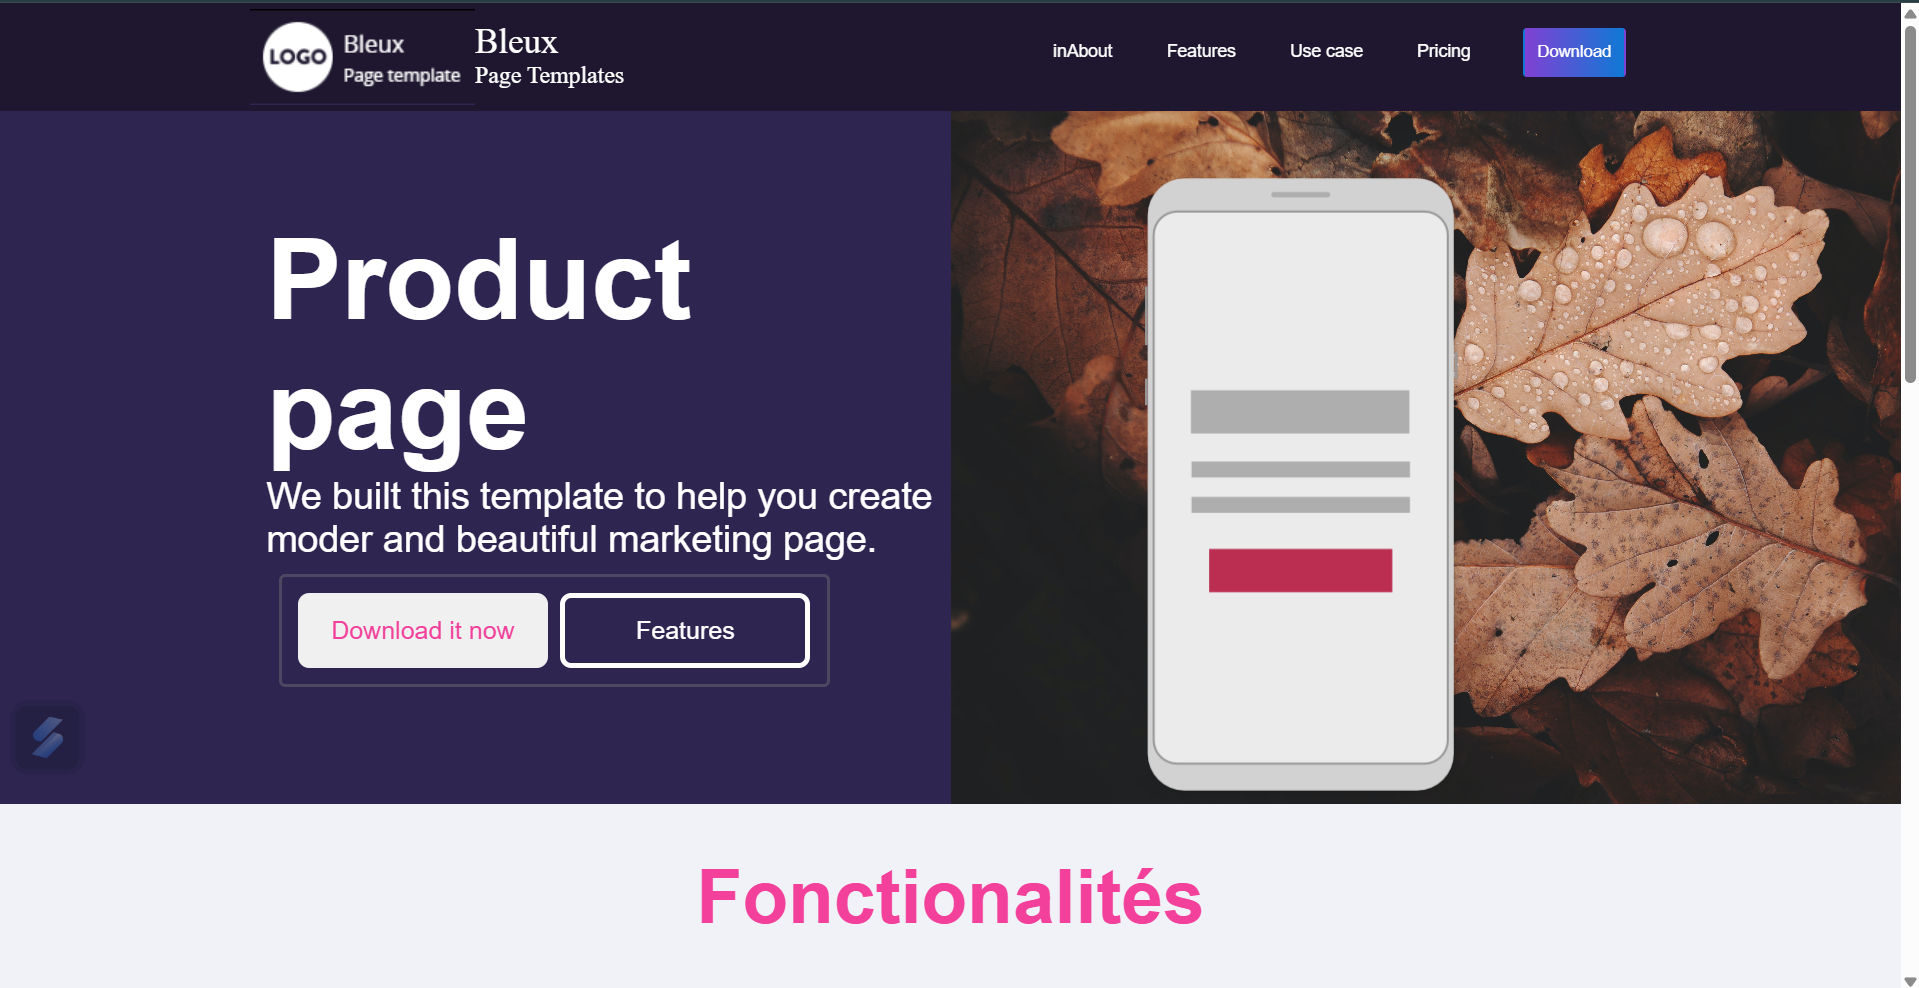 LOGO
Bleux
Page template
Bleux
Page Templates
inAbout
Features
Use case
Pricing
Download
Product
page
We built this template to help you create
moder and beautiful marketing page.
Download it now
Features
Fonctionalités